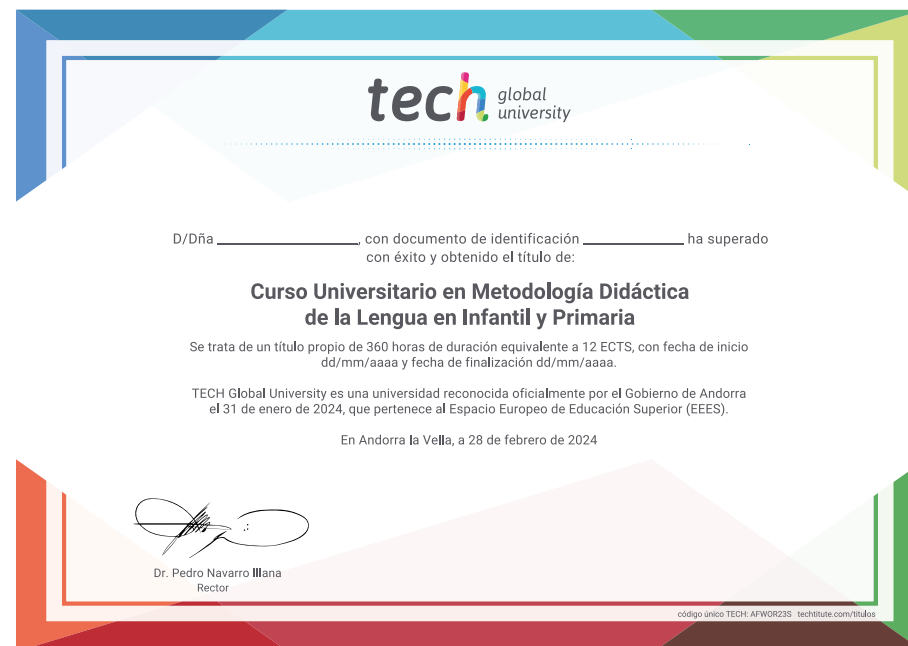 tech global
university
D/Dña ____________, con documento de identificación ____________ ha superado
con éxito y obtenido el título de:
Curso Universitario en Metodología Didáctica
de la Lengua en Infantil y Primaria
Se trata de un título propio de 360 horas de duración equivalente a 12 ECTS, con fecha de inicio
dd/mm/aaaa y fecha de finalización dd/mm/aaaa.
TECH Global University es una universidad reconocida oficialmente por el Gobierno de Andorra
el 31 de enero de 2024, que pertenece al Espacio Europeo de Educación Superior (EEES).
En Andorra la Vella, a 28 de febrero de 2024
Dr. Pedro Navarro Illana
Rector
código único TECH: AFWOR23S techtitute.com/titulos